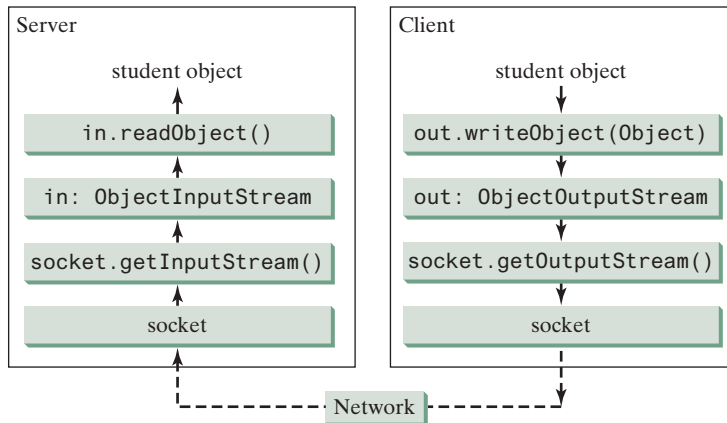 Server
student object
in.readObject()
in: ObjectInputStream
socket.getInputStream()
socket
Client
student object
out.writeObject(Object)
out: ObjectOutputStream
socket.getOutputStream()
socket
Network